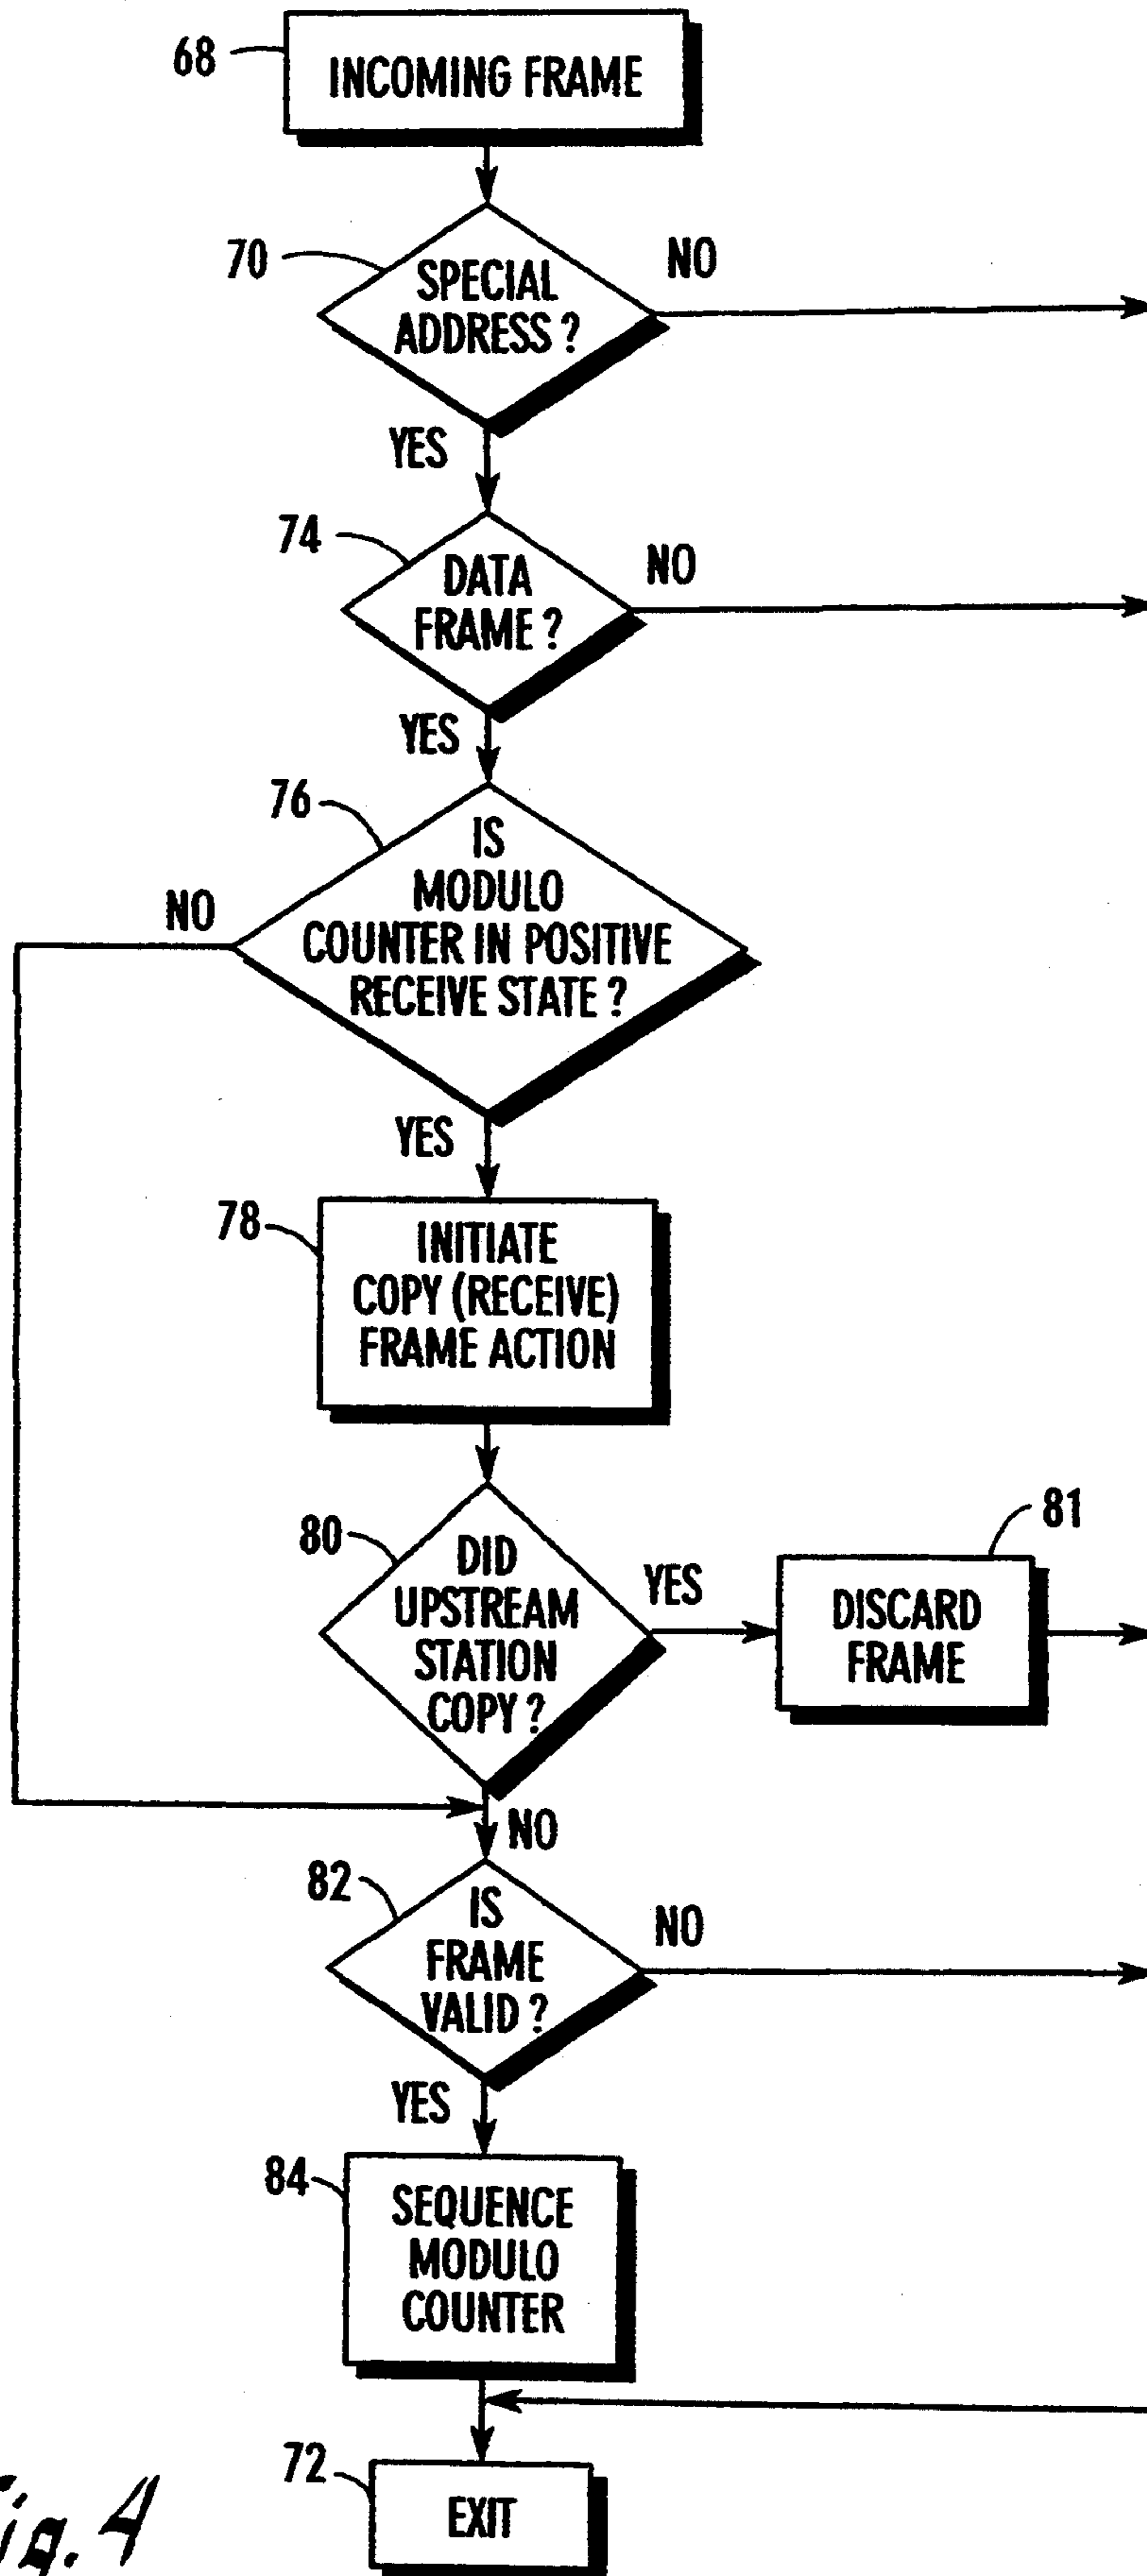 68
INCOMING FRAME
70
SPECIAL
ADDRESS ?
NO
YES
74
DATA
FRAME ?
NO
YES
76
IS
MODULO
COUNTER IN POSITIVE
RECEIVE STATE ?
NO
YES
78
INITIATE
COPY (RECEIVE)
FRAME ACTION
80
DID
UPSTREAM
STATION
COPY ?
YES
81
DISCARD
FRAME
NO
82
IS
FRAME
VALID ?
NO
YES
84
SEQUENCE
MODULO
COUNTER
72
EXIT
Fig. 4